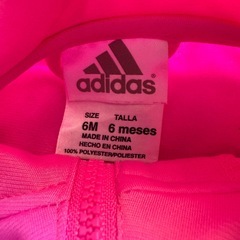 adidas
SIZE TALLA
6M 6 meses
MADE IN CHINA
HECHO EN CHINA
100% POLYESTER/POLIESTER